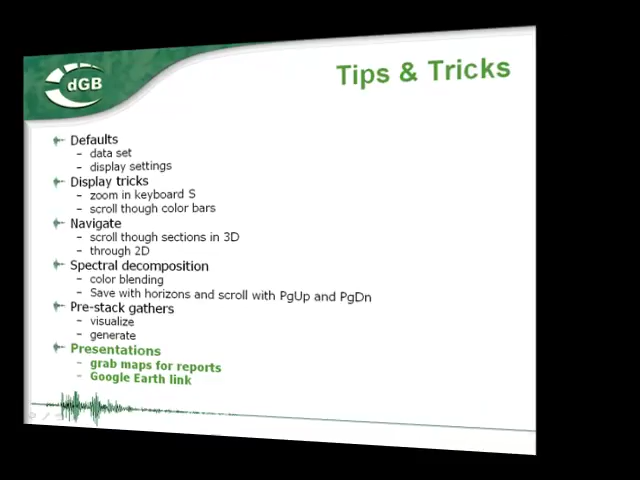 dGB
Tips & Tricks
Defaults
- data set
- display settings
Display tricks
- zoom in keyboard S
- scroll though color bars
Navigate
- scroll though sections in 3D
- through 2D
Spectral decomposition
- color blending
- Save with horizons and scroll with PgUp and PgDn
Pre-stack gathers
- visualize
- generate
Presentations
- grab maps for reports
- Google Earth link